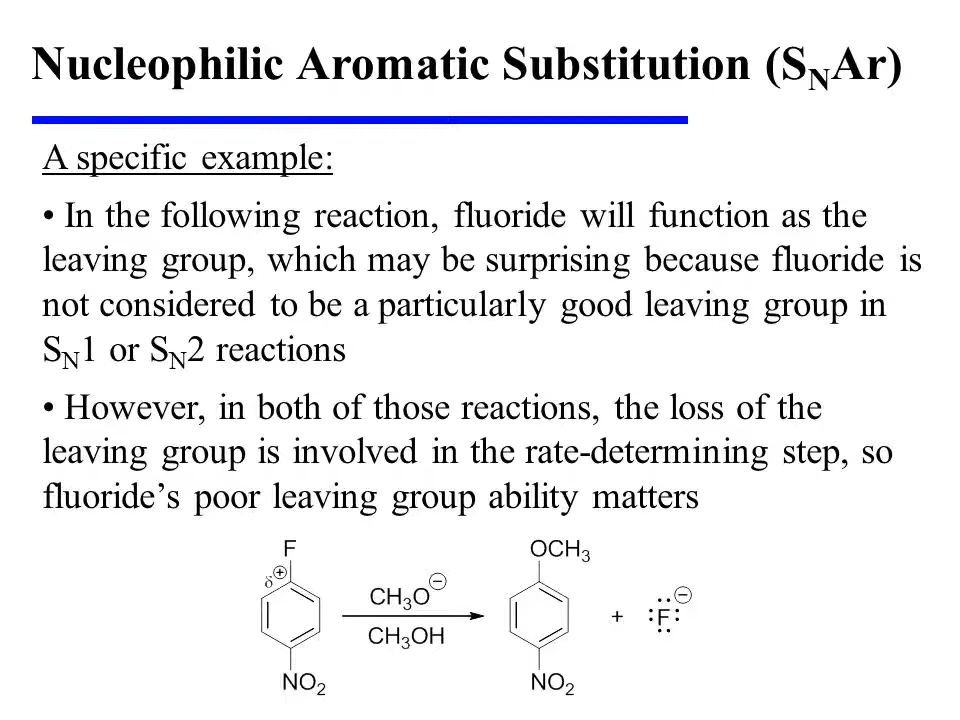 Nucleophilic Aromatic Substitution (SNAr)
A specific example:
• In the following reaction, fluoride will function as the
leaving group, which may be surprising because fluoride is
not considered to be a particularly good leaving group in
SN1 or SN2 reactions
• However, in both of those reactions, the loss of the
leaving group is involved in the rate-determining step, so
fluoride’s poor leaving group ability matters
F
δ⊕
NO2
CH3O⊖
CH3OH
OCH3
NO2
+
:F:⊖